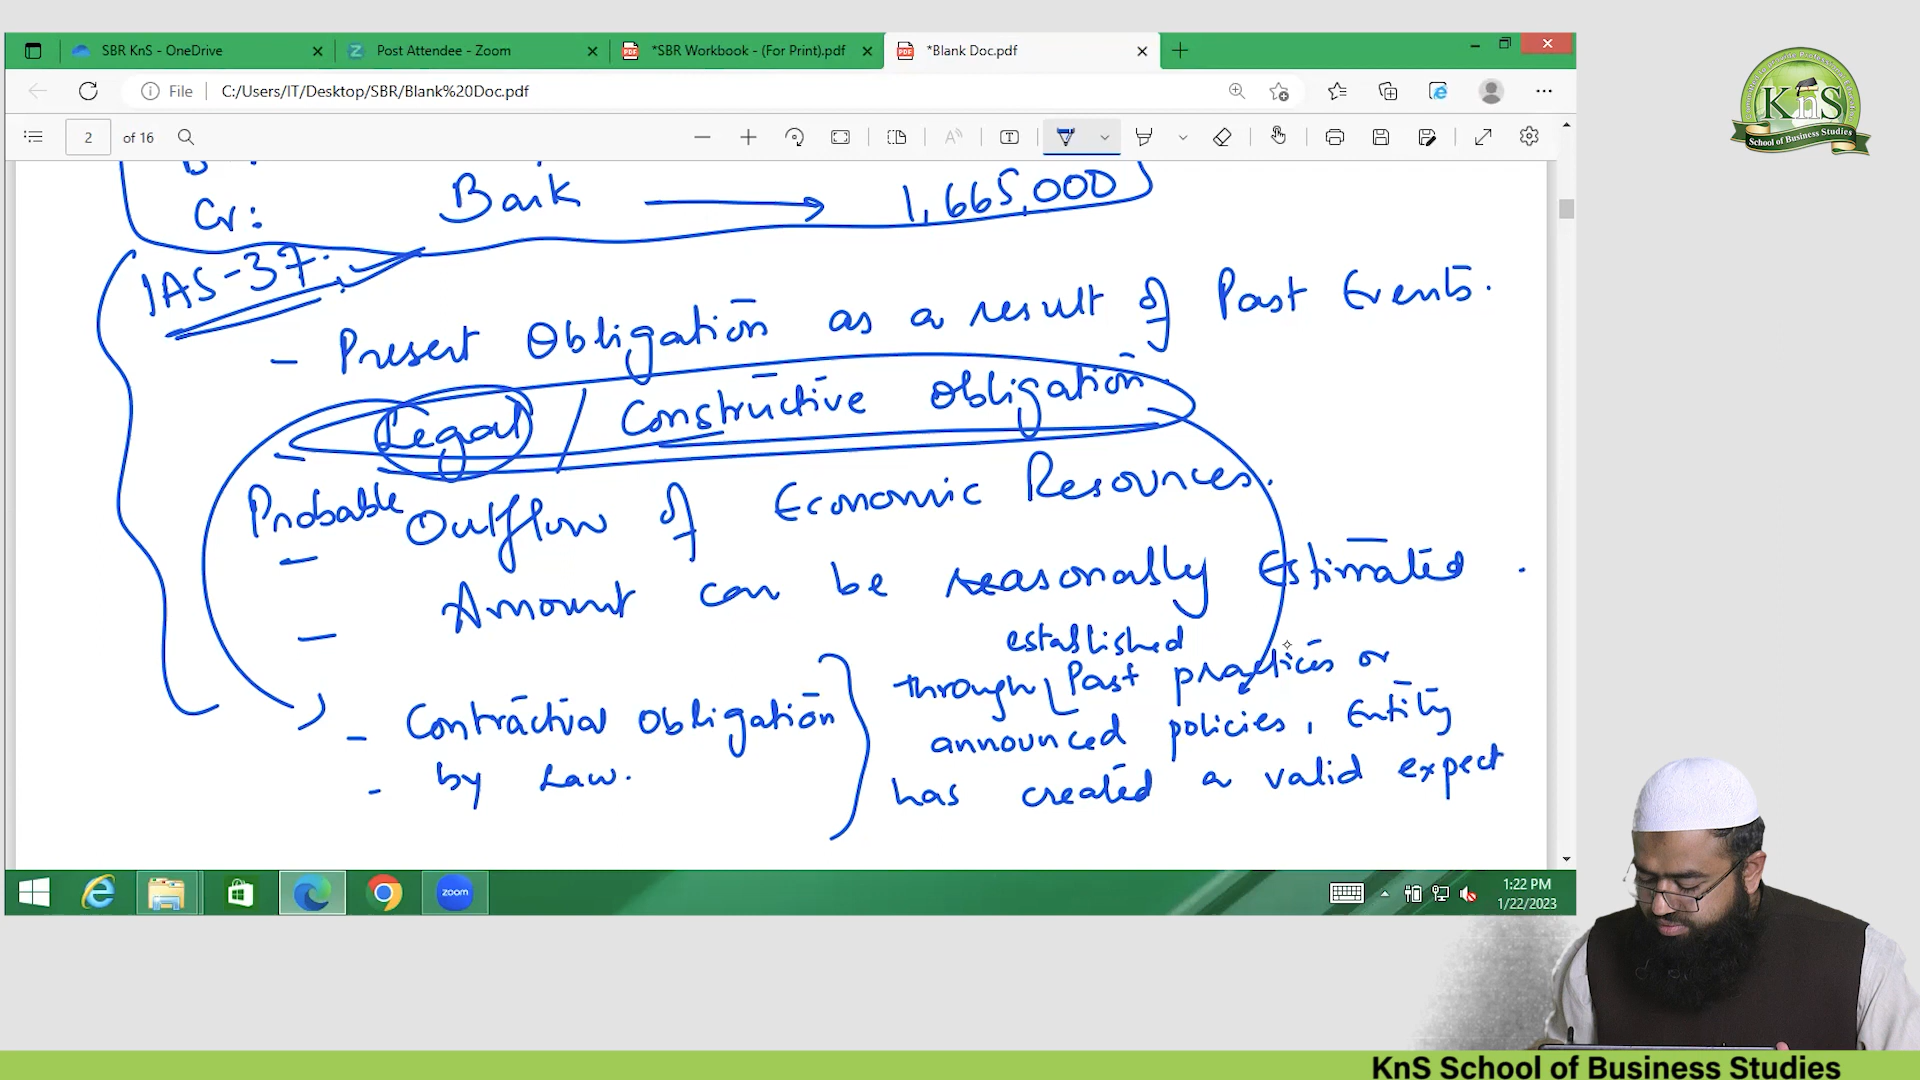 SBR KnS - OneDrive
Post Attendee - Zoom
*SBR Workbook - (For Print).pdf
*Blank Doc.pdf
File
C:/Users/IT/Desktop/SBR/Blank%20Doc.pdf
2 of 16
Cr: Bank → 1,665,000
IAS-37:
- Present Obligation as a result of Past Events.
Legal / Constructive Obligation
Probable Outflow of Economic Resources.
- Amount can be reasonably Estimated.
- Contractual Obligation
- by Law.
established
through Past practices or
announced policies, Entity
has created a valid expect
zoom
1:22 PM
1/22/2023
KnS
School of Business Studies
KnS School of Business Studies